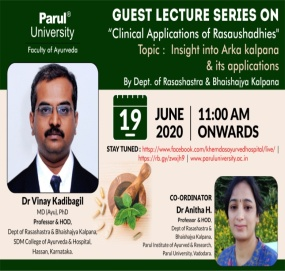 Parul®
University
Faculty of Ayurveda
GUEST LECTURE SERIES ON
"Clinical Applications of Rasaushadhies"
Topic : Insight into Arka kalpana
& its applications
By Dept. of Rasashastra & Bhaishajya Kalpana
19
JUNE
2020
11:00 AM
ONWARDS
STAY TUNED : http://www.facebook.com/khemdasayurvedhospital/live/ |
https://rb.gy/zwxjh9 | www.paruluniversity.ac.in
Dr Vinay Kadibagil
MD (Ayu), PhD
Professor & HOD,
Dept of Rasashastra & Bhaishajya Kalpana;
SDM College of Ayurveda & Hospital,
Hassan, Karnataka.
CO-ORDINATOR
Dr Anitha H.
Professor & HOD,
Dept of Rasashastra & Bhaishajya
Kalpana,
Parul Institute of Ayurved & Research,
Parul University, Vadodara.